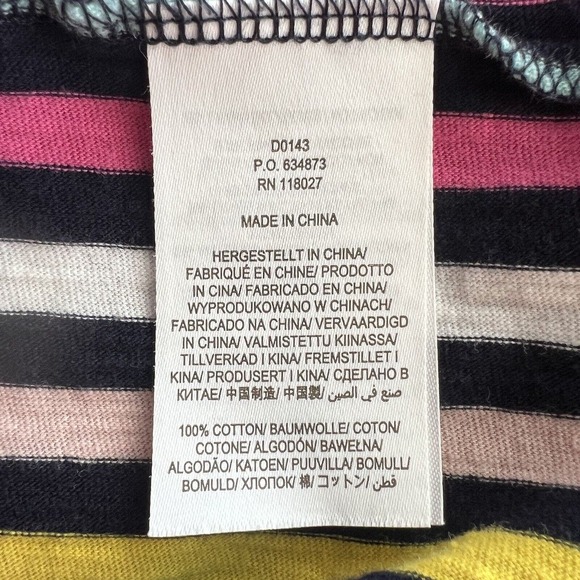 D0143
P.O. 634873
RN 118027
MADE IN CHINA
HERGESTELLT IN CHINA/
FABRIQUÉ EN CHINE/ PRODOTTO
IN CINA/ FABRICADO EN CHINA/
WYPRODUKOWANO W CHINACH/
FABRICADO NA CHINA/ VERVAARDIGD
IN CHINA/ VALMISTETTU KIINASSA/
TILLVERKAD I KINA/ FREMSTILLET I
KINA/ PRODUSERT I KINA/ СДЕЛАНО В
КИТАЕ/ 中国制造/ 中国製/ صنع في الصين
100% COTTON/ BAUMWOLLE/ COTON/
COTONE/ ALGODÓN/ BAWEŁNA/
ALGODÃO/ KATOEN/ PUUVILLA/ BOMULL/
BOMULD/ ХЛОПОК/ 棉/ コットン/ قطن